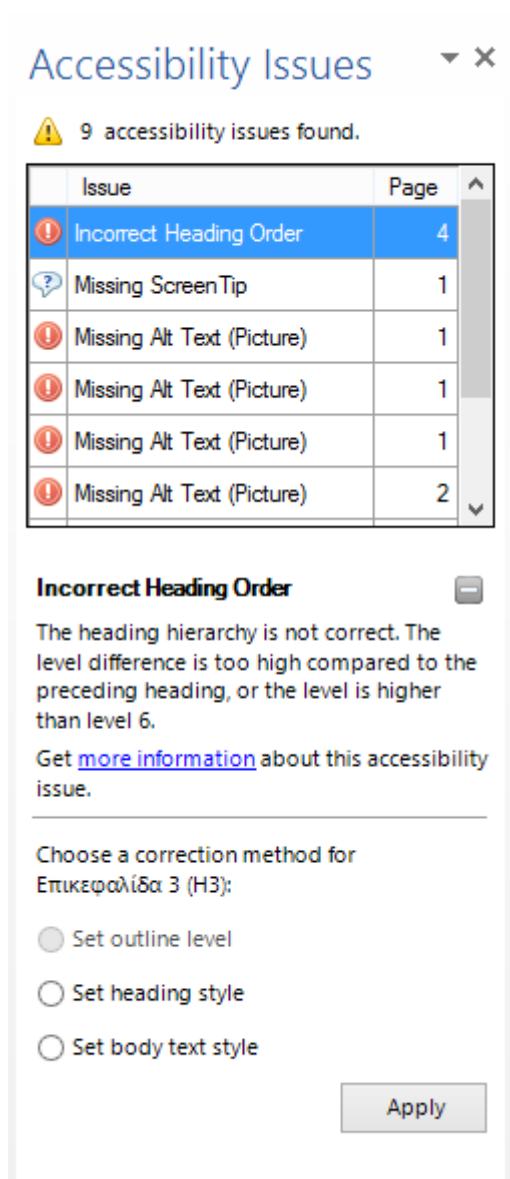 Accessibility Issues
9 accessibility issues found.
Issue Page
Incorrect Heading Order 4
Missing ScreenTip 1
Missing Alt Text (Picture) 1
Missing Alt Text (Picture) 1
Missing Alt Text (Picture) 1
Missing Alt Text (Picture) 2
Incorrect Heading Order
The heading hierarchy is not correct. The
level difference is too high compared to the
preceding heading, or the level is higher
than level 6.
Get more information about this accessibility
issue.
Choose a correction method for
Επικεφαλίδα 3 (H3):
Set outline level
Set heading style
Set body text style
Apply